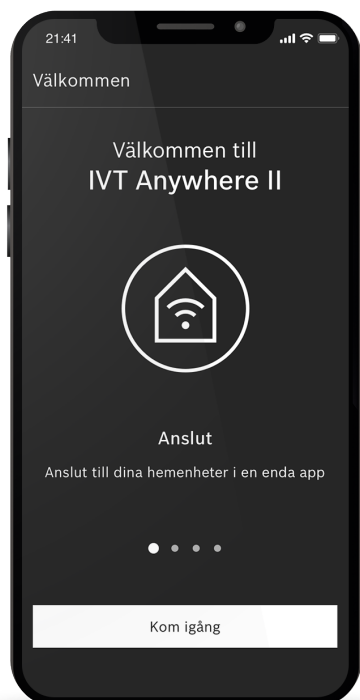 21:41
Välkommen
Välkommen till
IVT Anywhere II
Anslut
Anslut till dina hemenheter i en enda app
Kom igång